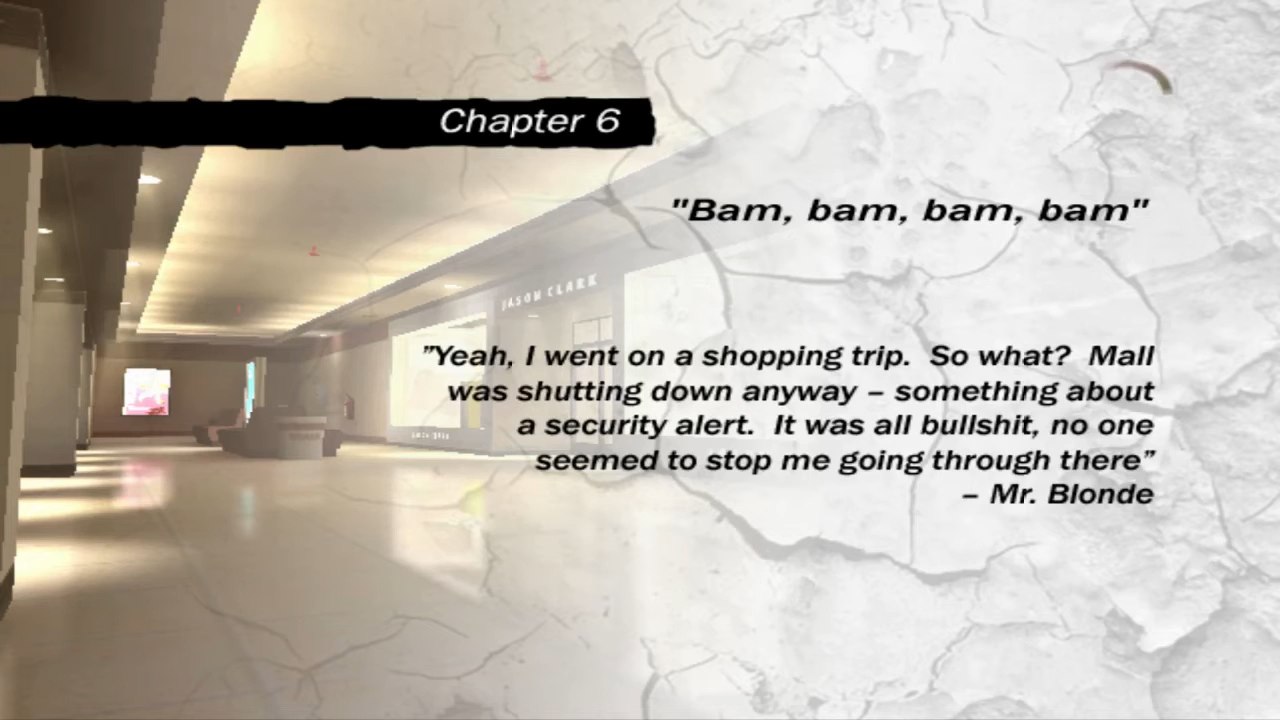 Chapter 6
"Bam, bam, bam, bam"
JASON CLARK
"Yeah, I went on a shopping trip.  So what?  Mall
was shutting down anyway – something about
a security alert.  It was all bullshit, no one
seemed to stop me going through there"
– Mr. Blonde